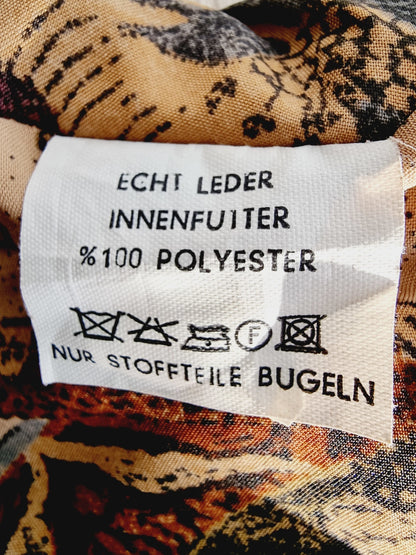 ECHT LEDER
INNENFUTTER
%100 POLYESTER
F
NUR STOFFTEILE BUGELN